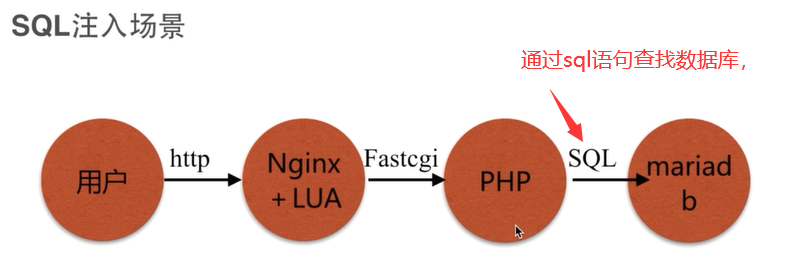 SQL注入场景
通过sql语句查找数据库，
用户
http
Nginx
+ LUA
Fastcgi
PHP
SQL
mariad
b